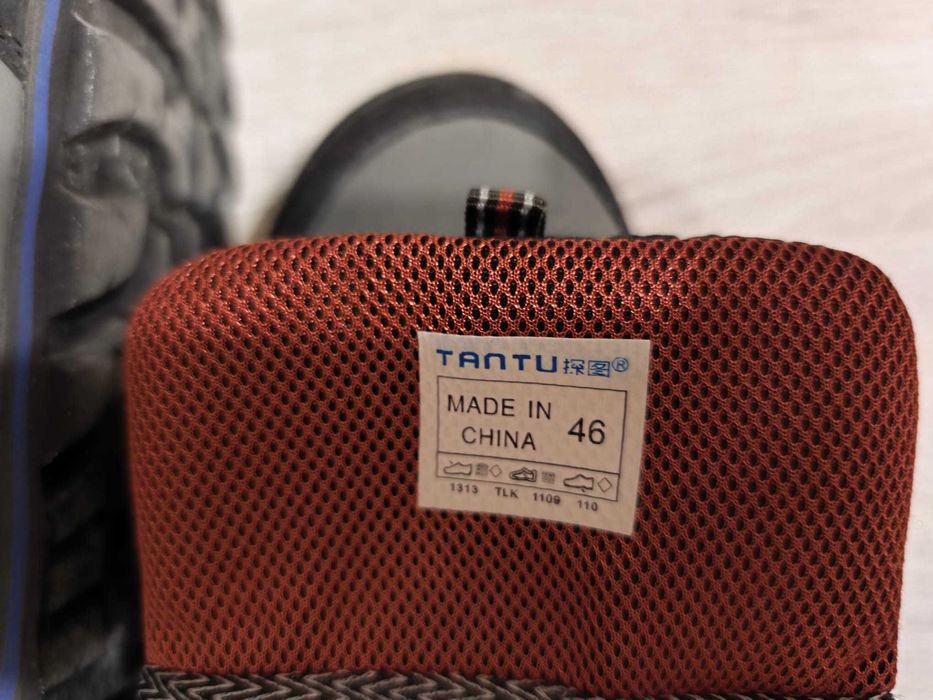 TANTU探图®
MADE IN
CHINA
46
1313 TLK 1109 110